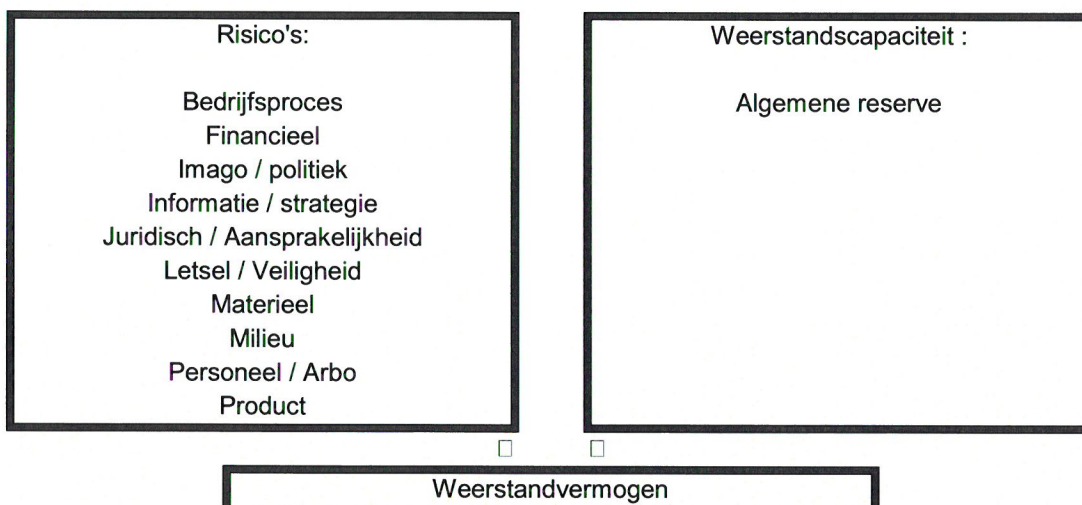 Risico's:
Bedrijfsproces
Financieel
Imago / politiek
Informatie / strategie
Juridisch / Aansprakelijkheid
Letsel / Veiligheid
Materieel
Milieu
Personeel / Arbo
Product
Weerstandscapaciteit :
Algemene reserve
Weerstandvermogen